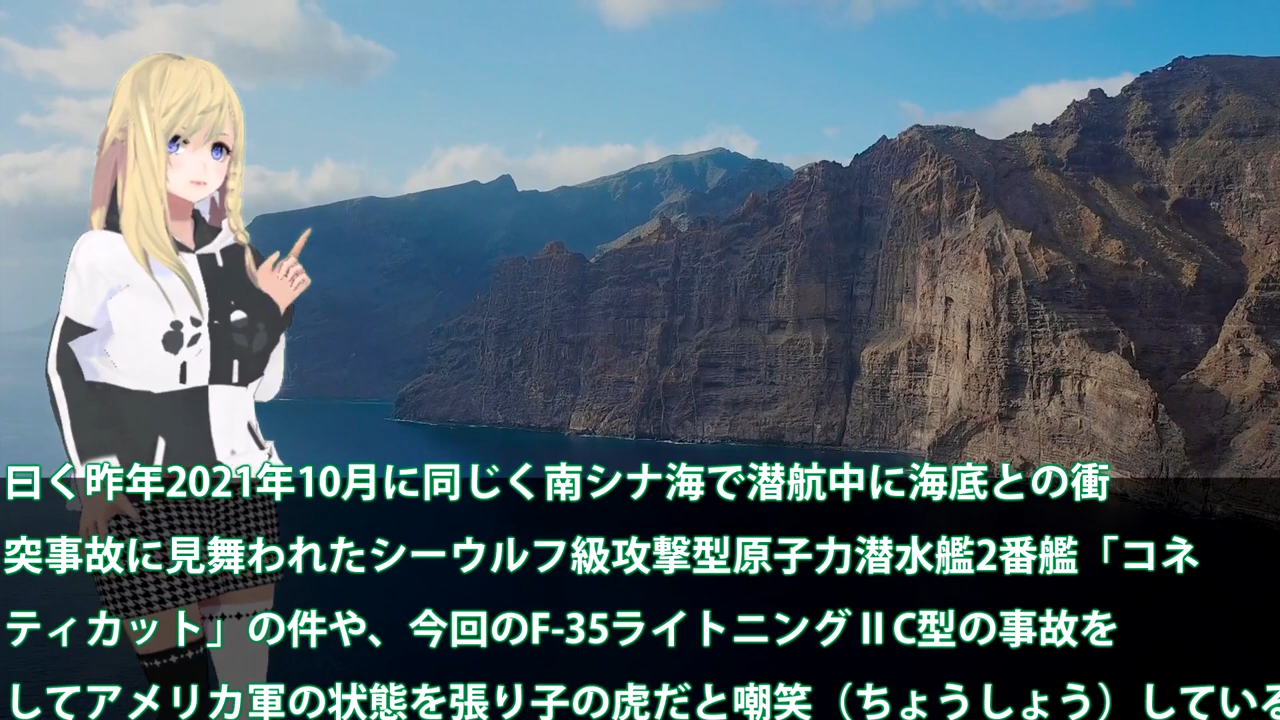 曰く昨年2021年10月に同じく南シナ海で潜航中に海底との衝
突事故に見舞われたシーウルフ級攻撃型原子力潜水艦2番艦「コネ
ティカット」の件や、今回のF-35ライトニングⅡC型の事故を
してアメリカ軍の状態を張り子の虎だと嘲笑（ちょうしょう）している